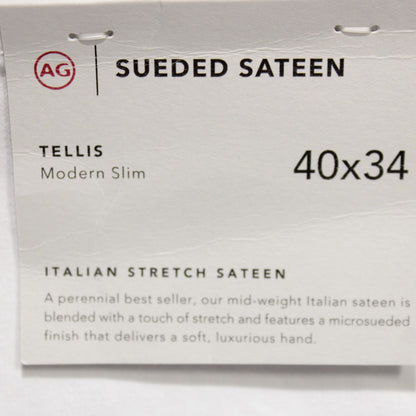 AG SUEDED SATEEN
TELLIS
Modern Slim
40x34
ITALIAN STRETCH SATEEN
A perennial best seller, our mid-weight Italian sateen is
blended with a touch of stretch and features a microsueded
finish that delivers a soft, luxurious hand.